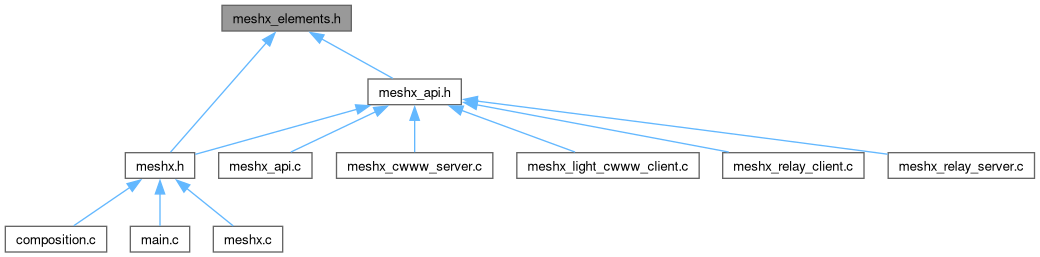 meshx_elements.h
meshx_api.h
meshx.h
meshx_api.c
meshx_cwww_server.c
meshx_light_cwww_client.c
meshx_relay_client.c
meshx_relay_server.c
composition.c
main.c
meshx.c